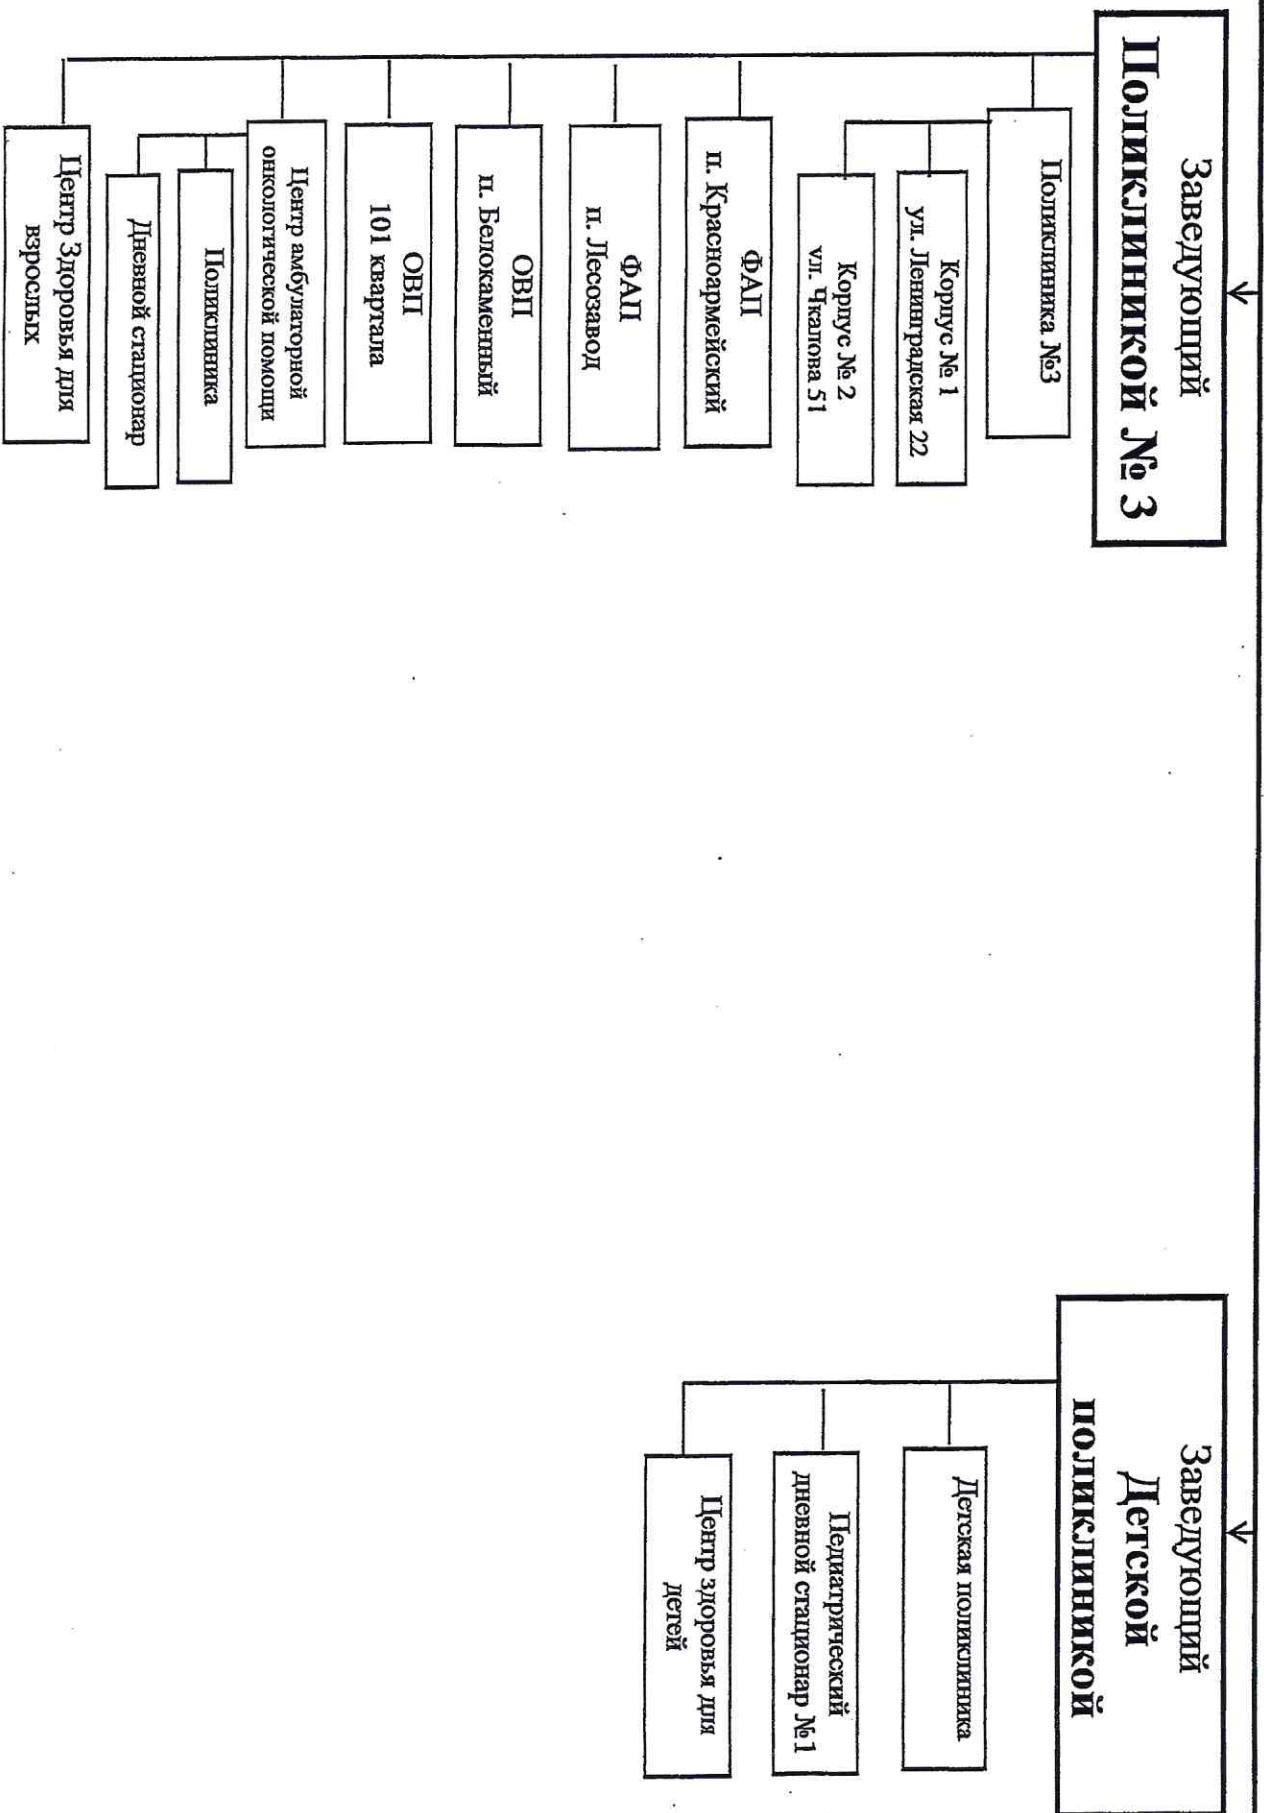 Заведующий
Поликлиникой № 3
Поликлиника №3
Корпус № 1
ул. Ленинградская 22
Корпус № 2
ул. Чкалова 51
ФАП
п. Красноармейский
ФАП
п. Лесозавод
ОВП
п. Белокаменный
ОВП
101 квартала
Центр амбулаторной
онкологической помощи
Поликлиника
Дневной стационар
Центр Здоровья для
взрослых
Заведующий
Детской
поликлиникой
Детская поликлиника
Педиатрический
дневной стационар №1
Центр здоровья для
детей